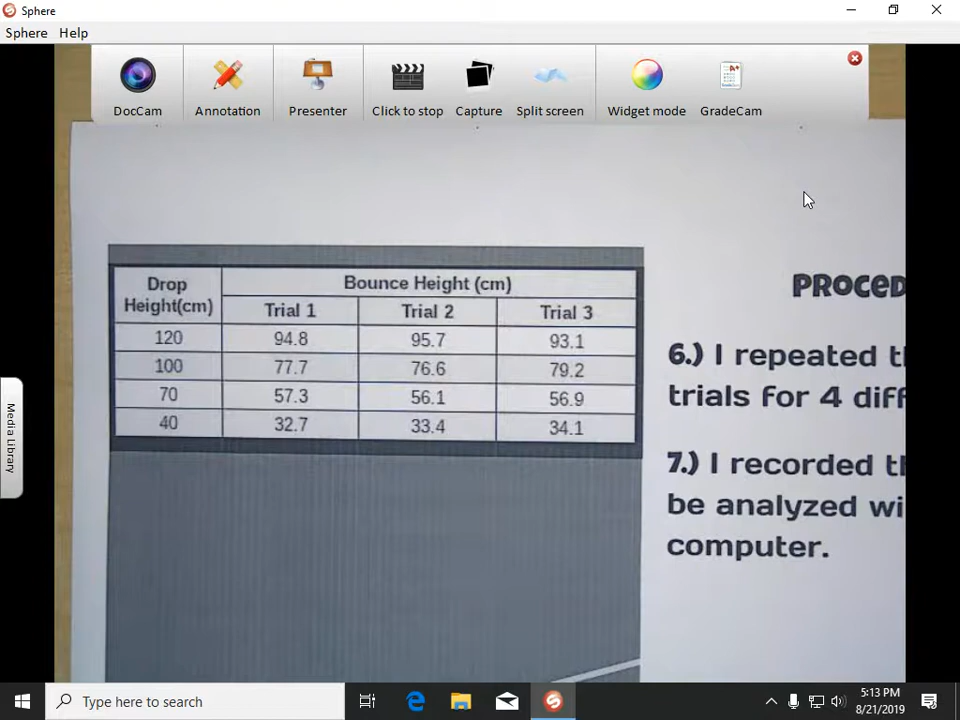 Sphere
Sphere Help
DocCam Annotation Presenter Click to stop Capture Split screen Widget mode GradeCam
A+
Media Library
Drop Height(cm)
Bounce Height (cm)
Trial 1 Trial 2 Trial 3
120 94.8 95.7 93.1
100 77.7 76.6 79.2
70 57.3 56.1 56.9
40 32.7 33.4 34.1
PROCED
6.) I repeated th
trials for 4 diff
7.) I recorded th
be analyzed wi
computer.
Type here to search
5:13 PM
8/21/2019